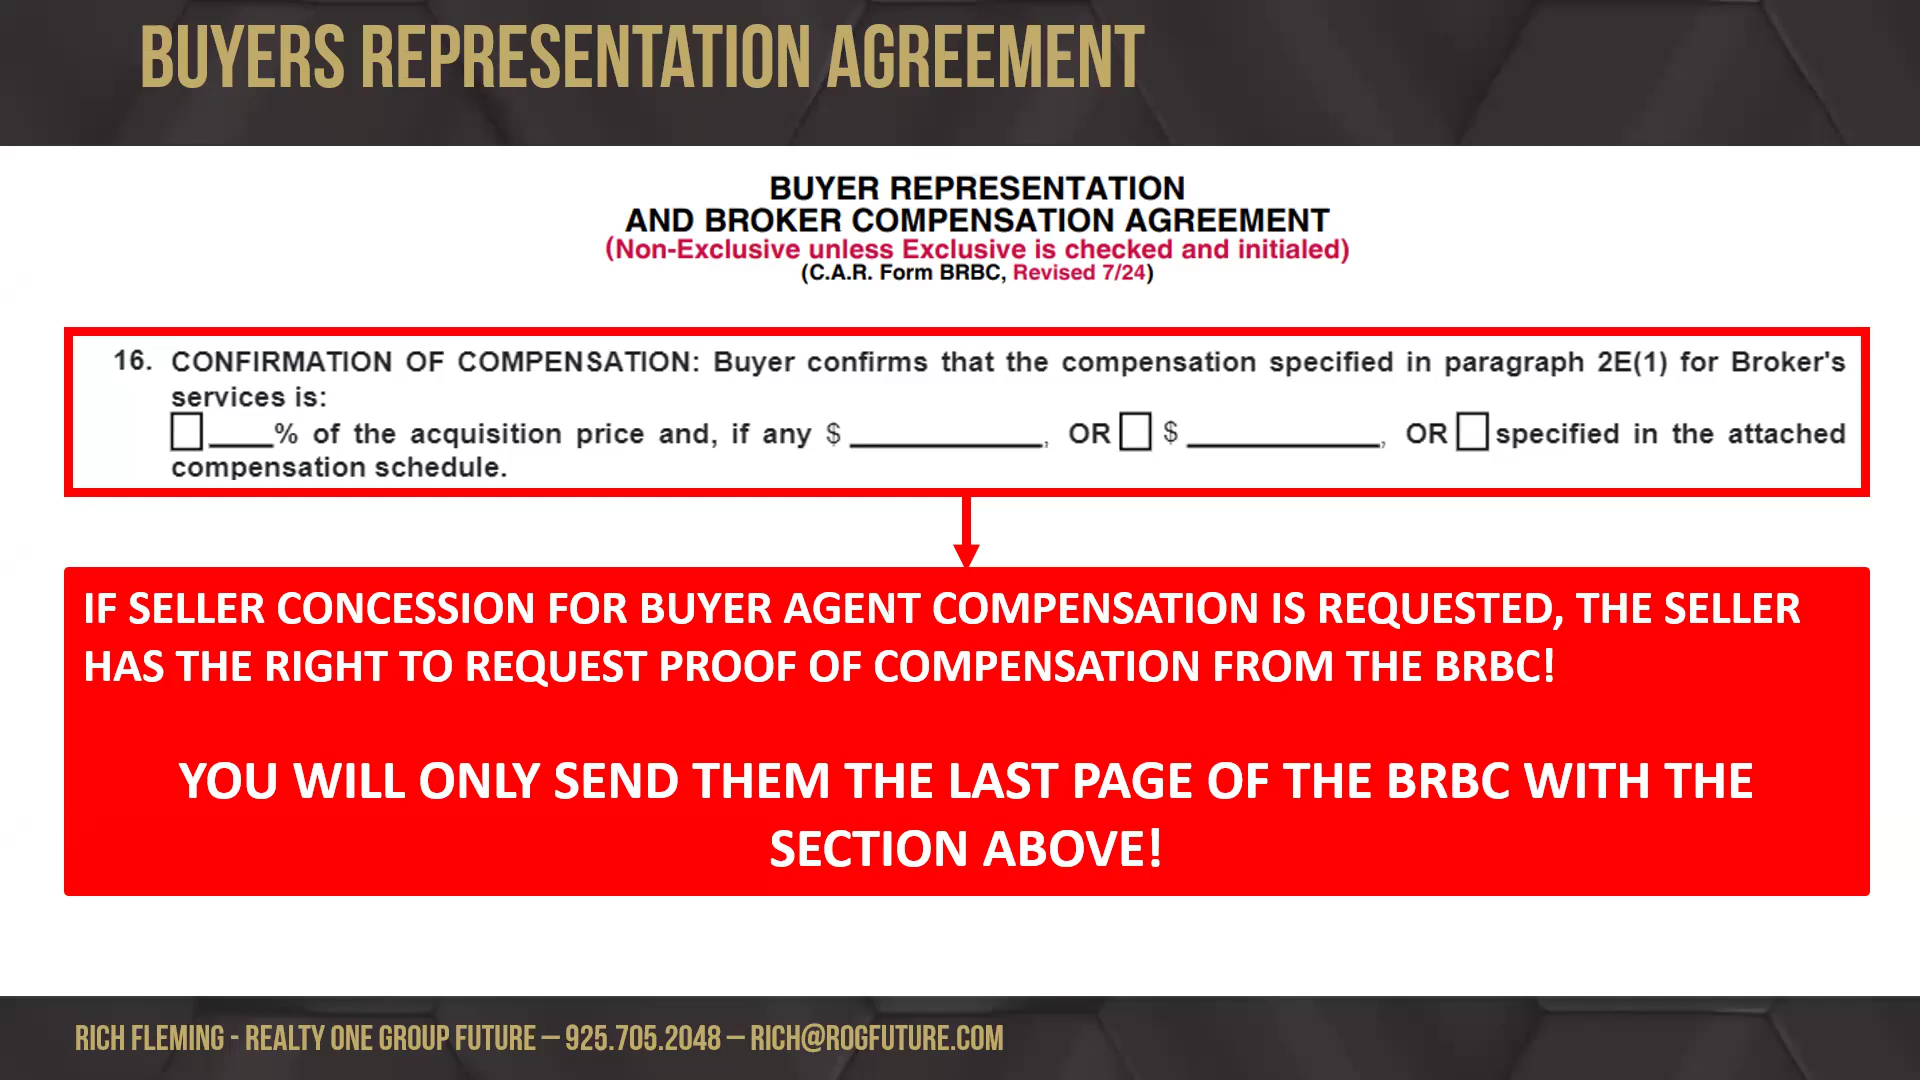 BUYERS REPRESENTATION AGREEMENT
BUYER REPRESENTATION
AND BROKER COMPENSATION AGREEMENT
(Non-Exclusive unless Exclusive is checked and initialed)
(C.A.R. Form BRBC, Revised 7/24)
16. CONFIRMATION OF COMPENSATION: Buyer confirms that the compensation specified in paragraph 2E(1) for Broker's
services is:
☐____% of the acquisition price and, if any $ ____________, OR ☐ $ ____________, OR ☐ specified in the attached
compensation schedule.
IF SELLER CONCESSION FOR BUYER AGENT COMPENSATION IS REQUESTED, THE SELLER
HAS THE RIGHT TO REQUEST PROOF OF COMPENSATION FROM THE BRBC!
YOU WILL ONLY SEND THEM THE LAST PAGE OF THE BRBC WITH THE
SECTION ABOVE!
RICH FLEMING - REALTY ONE GROUP FUTURE – 925.705.2048 – RICH@ROGFUTURE.COM